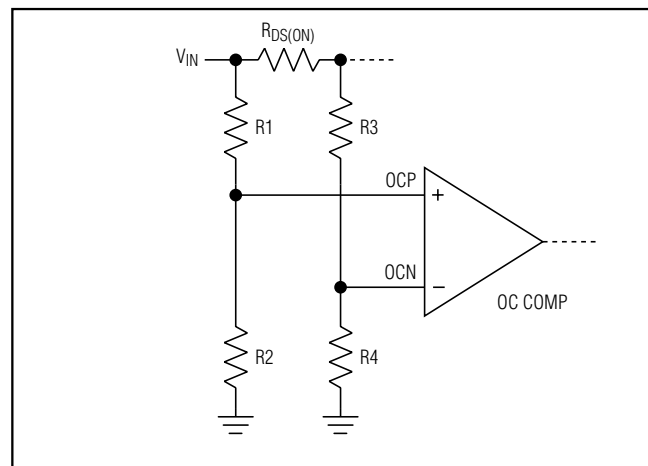 R_DS(ON)
V_IN
R1
R3
OCP
+
OCN
−
OC COMP
R2
R4